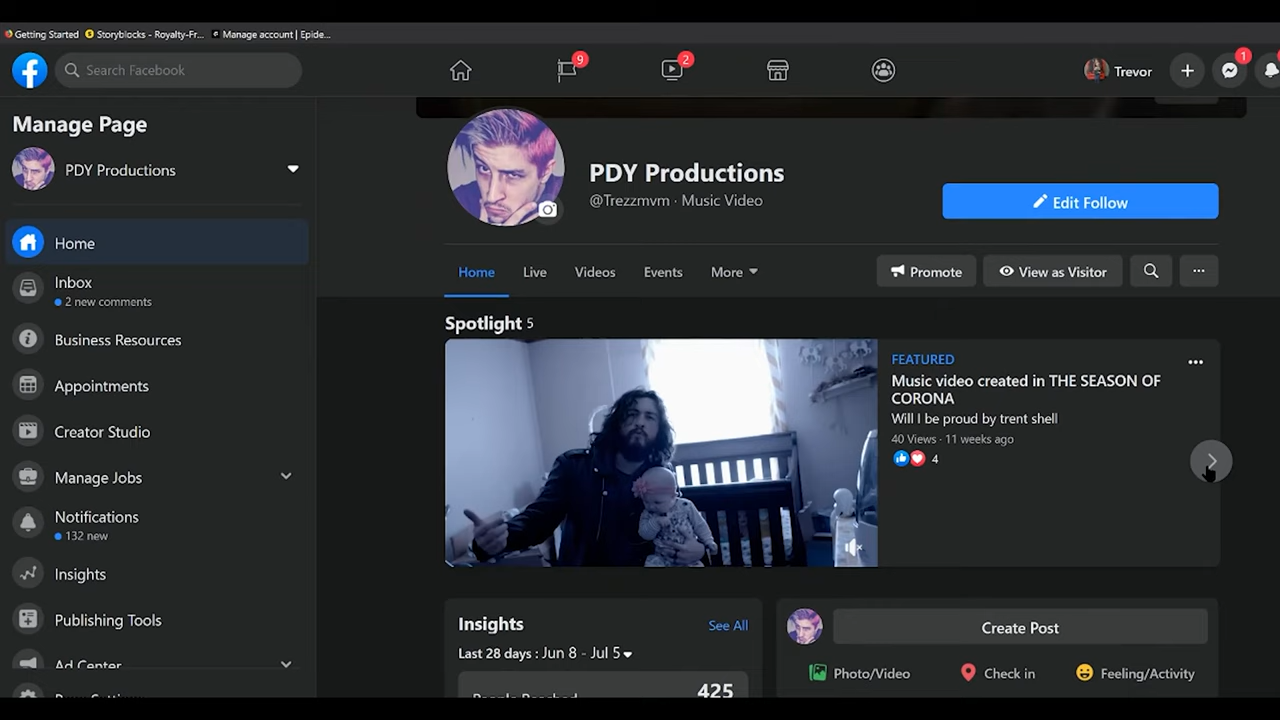 Getting Started
Storyblocks - Royalty-Fr...
Manage account | Epide...
Search Facebook
9
2
Trevor
1
Manage Page
PDY Productions
Home
Inbox
2 new comments
Business Resources
Appointments
Creator Studio
Manage Jobs
Notifications
132 new
Insights
Publishing Tools
Ad Center
PDY Productions
@Trezzmvm · Music Video
Edit Follow
Home
Live
Videos
Events
More
Promote
View as Visitor
...
Spotlight 5
FEATURED
Music video created in THE SEASON OF
CORONA
Will I be proud by trent shell
40 Views · 11 weeks ago
4
Insights
See All
Last 28 days : Jun 8 - Jul 5
People Reached
425
Create Post
Photo/Video
Check in
Feeling/Activity